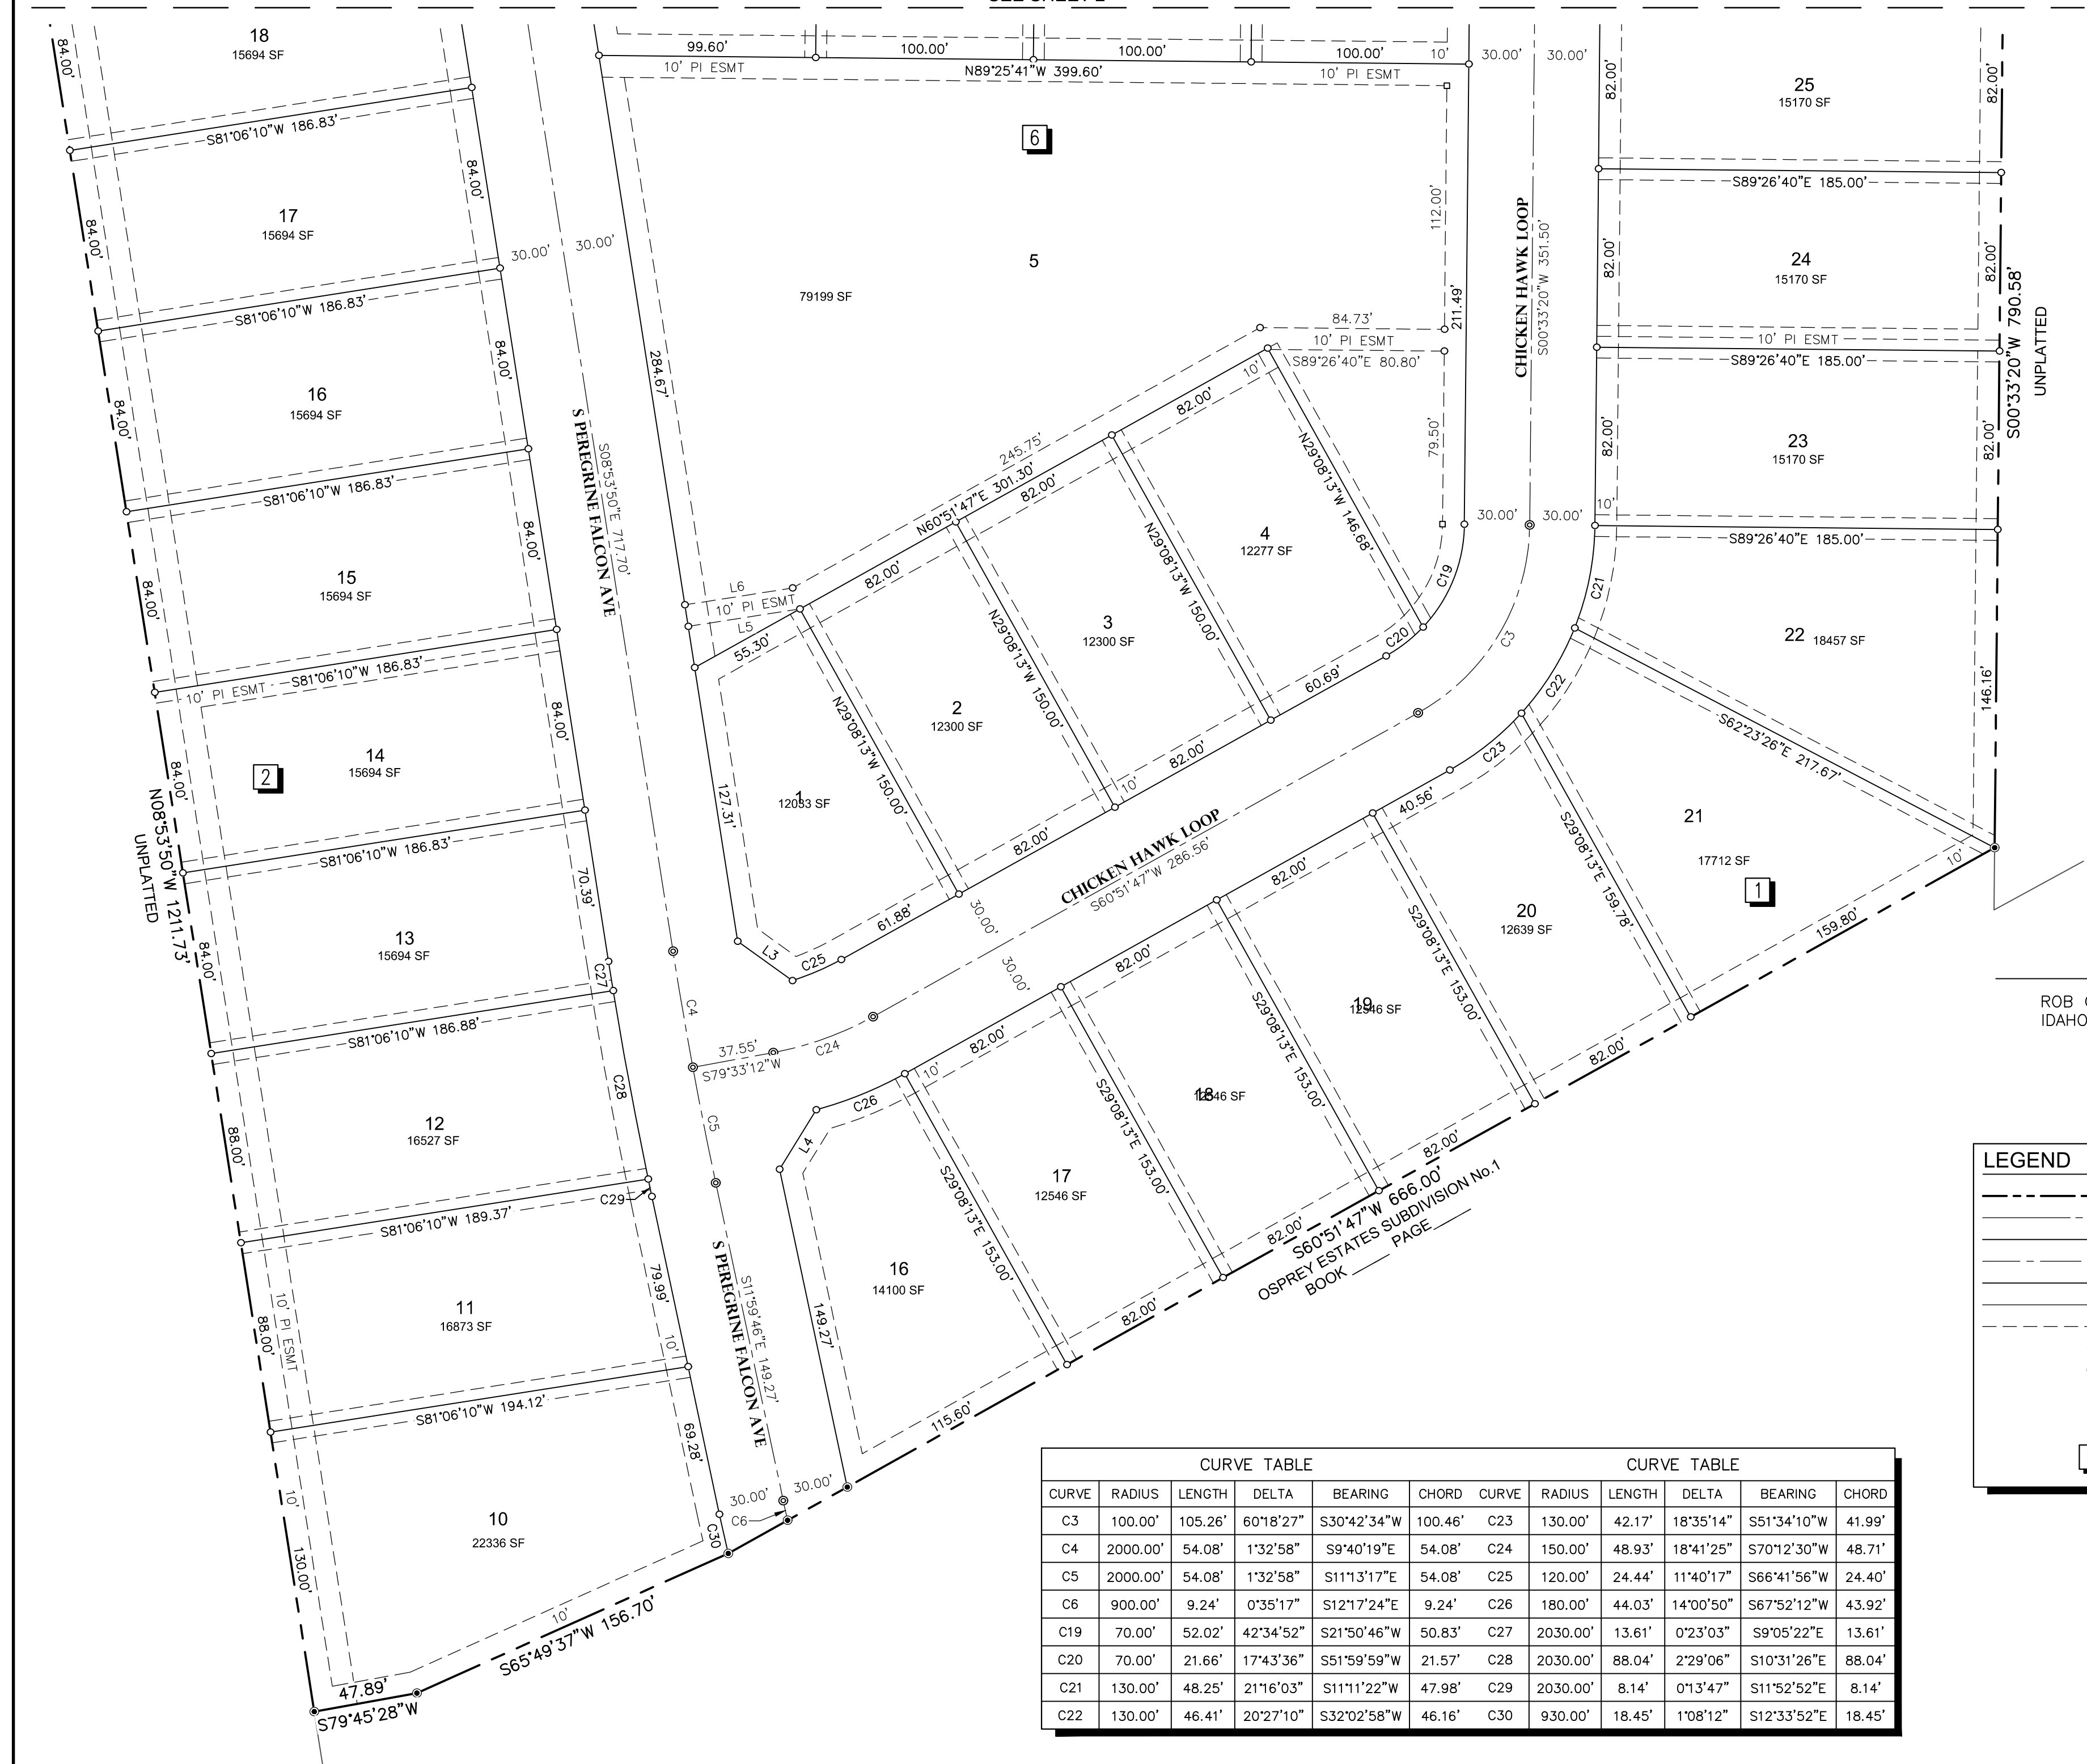 18
15694 SF
84.00'
99.60'
100.00'
100.00'
100.00'
10'
30.00'
30.00'
10' PI ESMT
N89°25'41"W 399.60'
10' PI ESMT
82.00'
25
15170 SF
82.00'
S81°06'10"W 186.83'
84.00'
6
S89°26'40"E 185.00'
17
15694 SF
84.00'
30.00'
30.00'
112.00'
CHICKEN HAWK LOOP
S00°33'20"W 351.50'
82.00'
24
15170 SF
82.00'
5
79199 SF
S81°06'10"W 186.83'
84.00'
284.67'
211.49'
84.73'
10' PI ESMT
S89°26'40"E 80.80'
10' PI ESMT
S89°26'40"E 185.00'
S00°33'20"W 790.58'
UNPLATTED
16
15694 SF
84.00'
10'
82.00'
79.50'
82.00'
23
15170 SF
82.00'
S PEREGRINE FALCON AVE
S08°53'50"E 717.70'
S81°06'10"W 186.83'
84.00'
245.75'
N60°51'47"E 301.30'
82.00'
N29°08'13"W 146.68'
30.00'
30.00'
10'
S89°26'40"E 185.00'
15
15694 SF
84.00'
4
12277 SF
C19
C21
L6
10' PI ESMT
L5
55.30'
82.00'
N29°08'13"W 150.00'
3
12300 SF
C20
C3
22
18457 SF
146.16'
S81°06'10"W 186.83'
10' PI ESMT
84.00'
60.69'
C22
S62°23'26"E 217.67'
2
14
15694 SF
84.00'
N08°53'50"W 1211.73'
UNPLATTED
2
12300 SF
N29°08'13"W 150.00'
82.00'
10'
C23
1
12033 SF
127.31'
N29°08'13"W 150.00'
82.00'
CHICKEN HAWK LOOP
S60°51'47"W 286.56'
40.56'
S29°08'13"E 159.78'
21
17712 SF
1
10'
159.80'
S81°06'10"W 186.83'
70.39'
13
15694 SF
84.00'
61.88'
L3
C25
30.00'
30.00'
82.00'
82.00'
20
12639 SF
S29°08'13"E 153.00'
C27
C4
S81°06'10"W 186.88'
37.55'
S79°33'12"W
C24
19
12546 SF
S29°08'13"E 153.00'
82.00'
ROB
IDAHO
C28
12
16527 SF
88.00'
C5
C26
10'
82.00'
18
12546 SF
S29°08'13"E 153.00'
82.00'
L4
C29
S81°06'10"W 189.37'
17
12546 SF
S29°08'13"E 153.00'
82.00'
S60°51'47"W 666.00'
OSPREY ESTATES SUBDIVISION No.1
BOOK PAGE
LEGEND
79.99'
10'
11
16873 SF
88.00'
10' PI ESMT
S PEREGRINE FALCON AVE
S11°59'46"E 149.27'
149.27'
16
14100 SF
82.00'
115.60'
S81°06'10"W 194.12'
69.28'
10'
10
22336 SF
130.00'
30.00'
30.00'
C6
C30
10'
S65°49'37"W 156.70'
47.89'
S79°45'28"W
CURVE TABLE CURVE TABLE
CURVE RADIUS LENGTH DELTA BEARING CHORD CURVE RADIUS LENGTH DELTA BEARING CHORD
C3 100.00' 105.26' 60°18'27" S30°42'34"W 100.46' C23 130.00' 42.17' 18°35'14" S51°34'10"W 41.99'
C4 2000.00' 54.08' 1°32'58" S9°40'19"E 54.08' C24 150.00' 48.93' 18°41'25" S70°12'30"W 48.71'
C5 2000.00' 54.08' 1°32'58" S11°13'17"E 54.08' C25 120.00' 24.44' 11°40'17" S66°41'56"W 24.40'
C6 900.00' 9.24' 0°35'17" S12°17'24"E 9.24' C26 180.00' 44.03' 14°00'50" S67°52'12"W 43.92'
C19 70.00' 52.02' 42°34'52" S21°50'46"W 50.83' C27 2030.00' 13.61' 0°23'03" S9°05'22"E 13.61'
C20 70.00' 21.66' 17°43'36" S51°59'59"W 21.57' C28 2030.00' 88.04' 2°29'06" S10°31'26"E 88.04'
C21 130.00' 48.25' 21°16'03" S11°11'22"W 47.98' C29 2030.00' 8.14' 0°13'47" S11°52'52"E 8.14'
C22 130.00' 46.41' 20°27'10" S32°02'58"W 46.16' C30 930.00' 18.45' 1°08'12" S12°33'52"E 18.45'